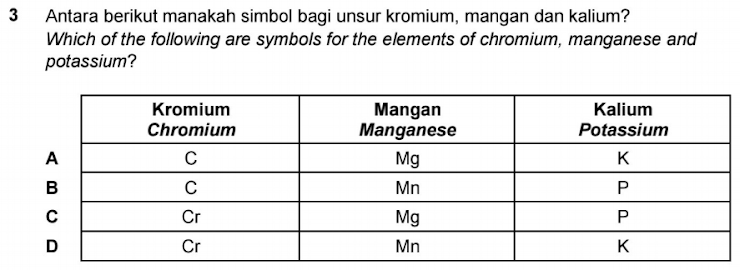 3 Antara berikut manakah simbol bagi unsur kromium, mangan dan kalium?
Which of the following are symbols for the elements of chromium, manganese and
potassium?
Kromium Mangan Kalium
Chromium Manganese Potassium
A C Mg K
B C Mn P
C Cr Mg P
D Cr Mn K